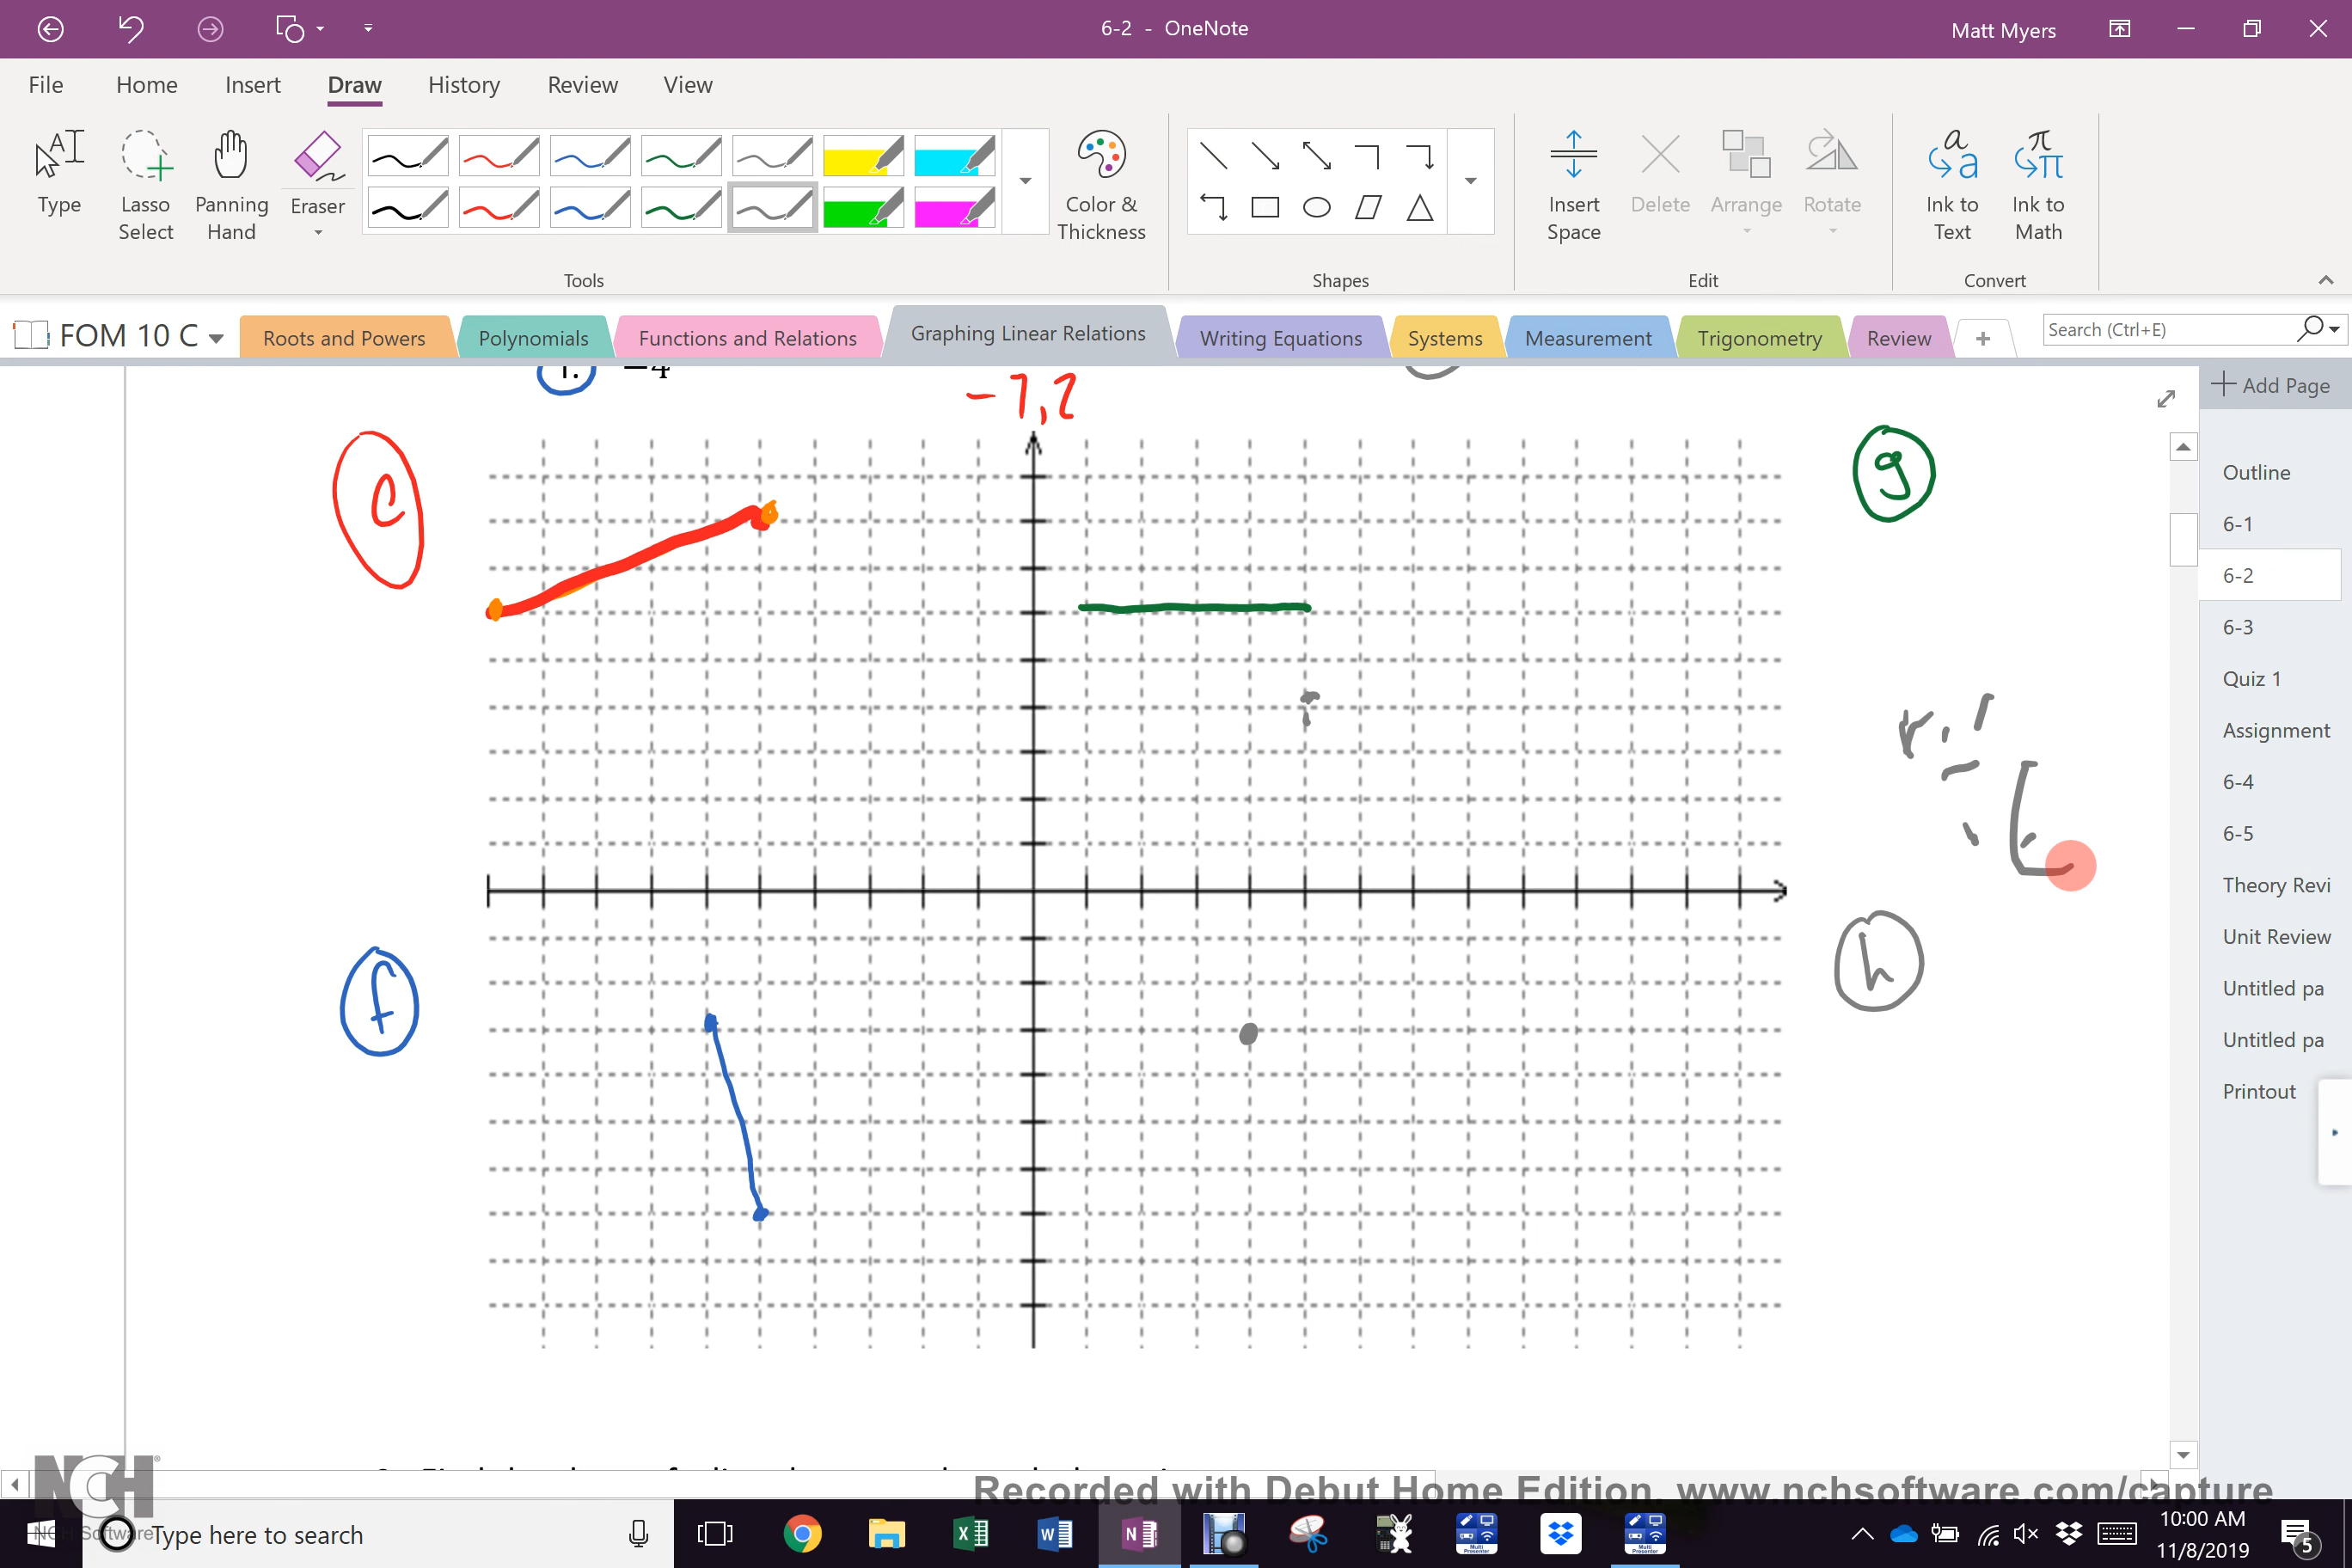 6-2 - OneNote
Matt Myers
File Home Insert Draw History Review View
Type
Lasso Select
Panning Hand
Eraser
Color & Thickness
Insert Space
Delete
Arrange
Rotate
Ink to Text
Ink to Math
Tools
Shapes
Edit
Convert
FOM 10 C
Roots and Powers
Polynomials
Functions and Relations
Graphing Linear Relations
Writing Equations
Systems
Measurement
Trigonometry
Review
Search (Ctrl+E)
Add Page
Outline
6-1
6-2
6-3
Quiz 1
Assignment
6-4
6-5
Theory Revi
Unit Review
Untitled pa
Untitled pa
Printout
-4
-7,2
c
g
f
h
NCH
NCH Software
Recorded with Debut Home Edition. www.nchsoftware.com/capture
Type here to search
10:00 AM
11/8/2019
5